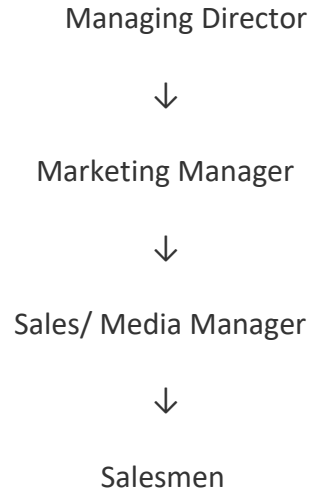 Managing Director
↓
Marketing Manager
↓
Sales/ Media Manager
↓
Salesmen